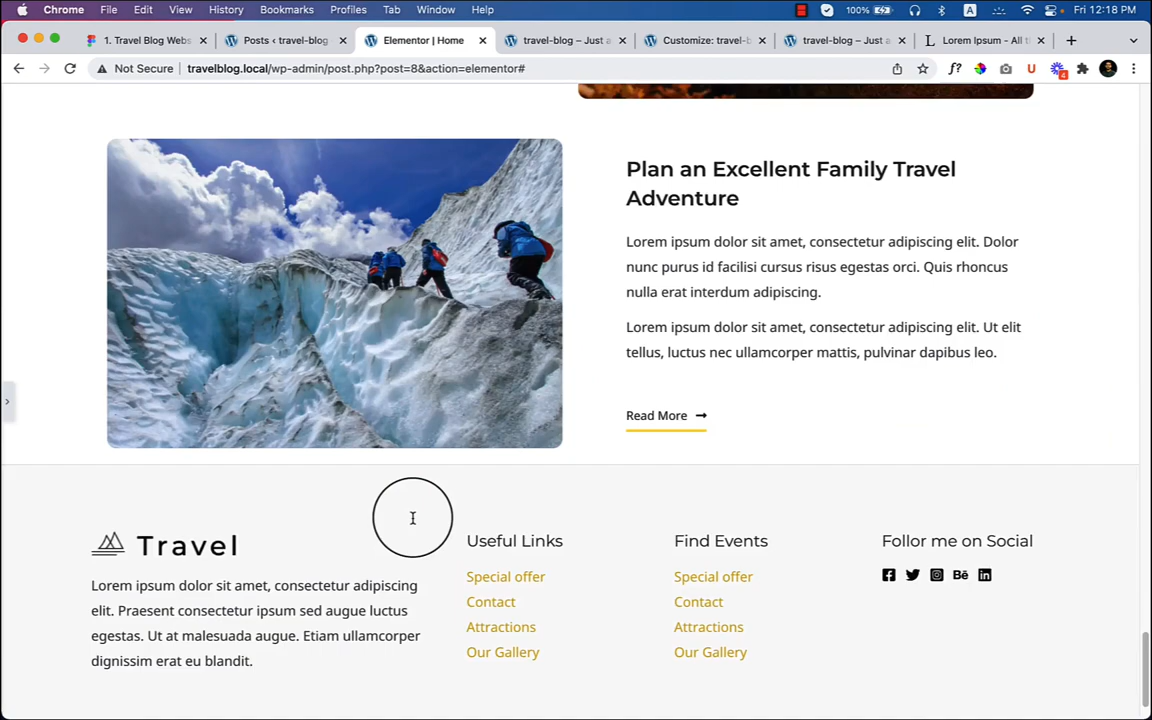 Chrome File Edit View History Bookmarks Profiles Tab Window Help 100% A Fri 12:18 PM
1. Travel Blog Webs Posts ‹ travel-blog Elementor | Home travel-blog – Just a Customize: travel-b travel-blog – Just a Lorem Ipsum - All t
Not Secure travelblog.local/wp-admin/post.php?post=8&action=elementor# f? U 4
Plan an Excellent Family Travel
Adventure
Lorem ipsum dolor sit amet, consectetur adipiscing elit. Dolor
nunc purus id facilisi cursus risus egestas orci. Quis rhoncus
nulla erat interdum adipiscing.
Lorem ipsum dolor sit amet, consectetur adipiscing elit. Ut elit
tellus, luctus nec ullamcorper mattis, pulvinar dapibus leo.
Read More
Travel
Lorem ipsum dolor sit amet, consectetur adipiscing
elit. Praesent consectetur ipsum sed augue luctus
egestas. Ut at malesuada augue. Etiam ullamcorper
dignissim erat eu blandit.
Useful Links
Special offer
Contact
Attractions
Our Gallery
Find Events
Special offer
Contact
Attractions
Our Gallery
Follor me on Social